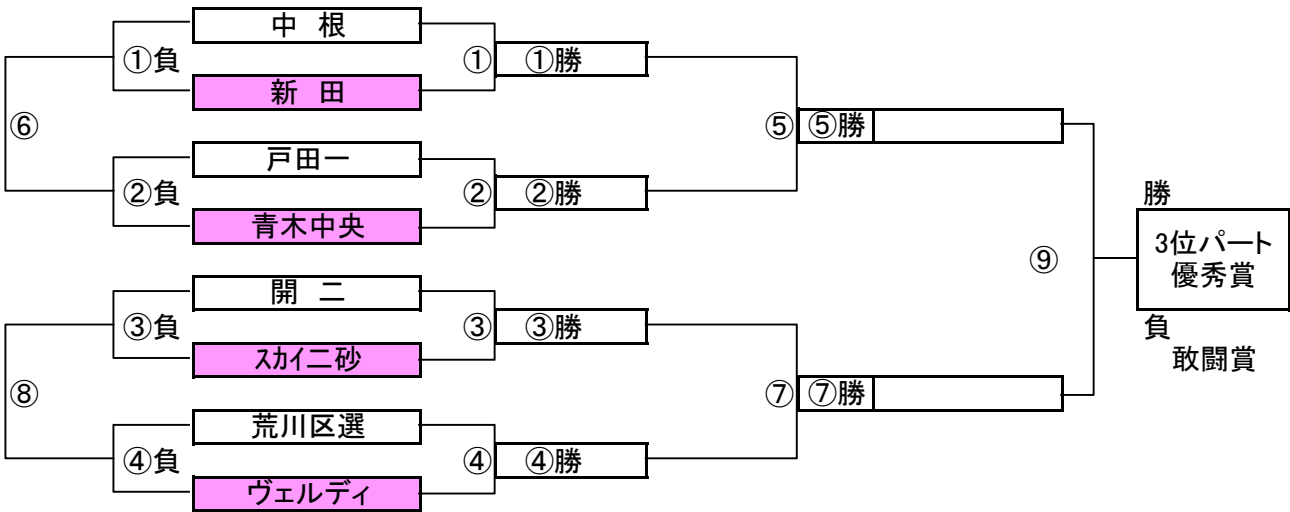 中 根
①負 ① ①勝
新 田
⑥ ⑤ ⑤勝
戸田一
②負 ② ②勝
勝
青木中央
3位パート
優秀賞
⑨
開 二
③負 ③ ③勝
負
スカイ二砂
敢闘賞
⑧ ⑦ ⑦勝
荒川区選
④負 ④ ④勝
ヴェルディ